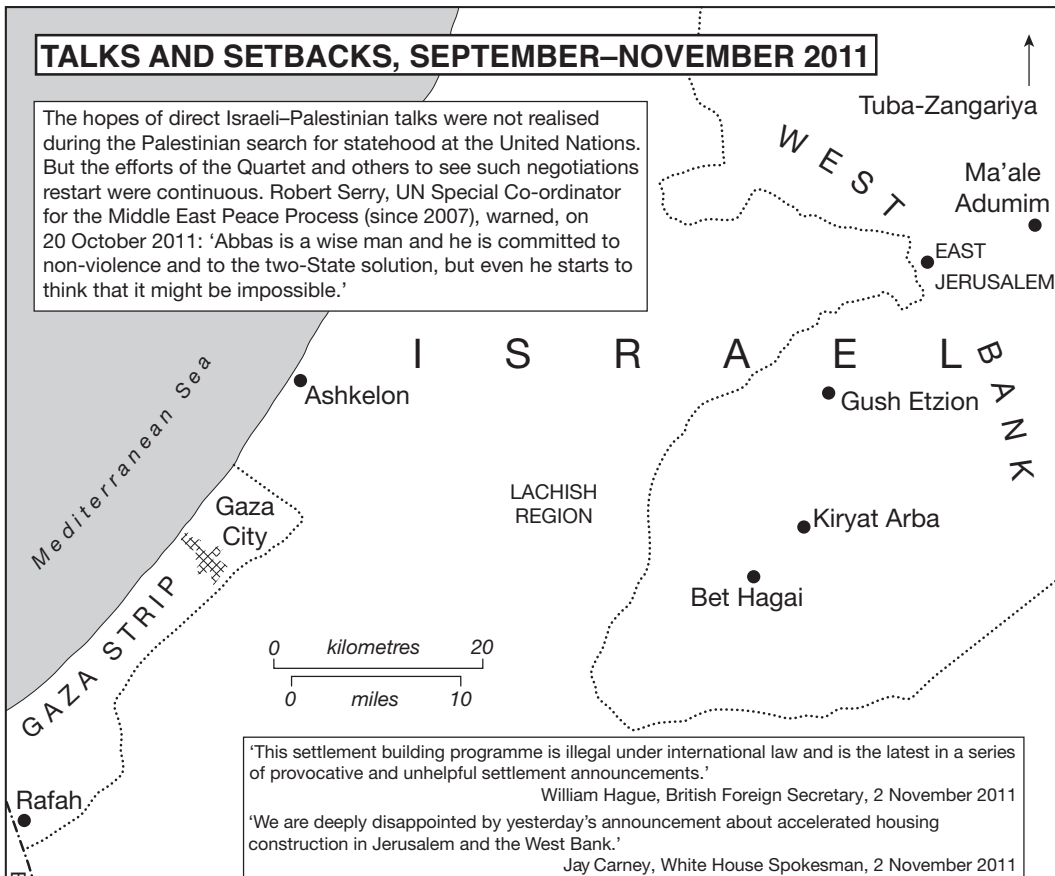 TALKS AND SETBACKS, SEPTEMBER–NOVEMBER 2011
The hopes of direct Israeli–Palestinian talks were not realised
during the Palestinian search for statehood at the United Nations.
But the efforts of the Quartet and others to see such negotiations
restart were continuous. Robert Serry, UN Special Co-ordinator
for the Middle East Peace Process (since 2007), warned, on
20 October 2011: ‘Abbas is a wise man and he is committed to
non-violence and to the two-State solution, but even he starts to
think that it might be impossible.’
Tuba-Zangariya
WEST
Ma’ale
Adumim
EAST
JERUSALEM
ISRAEL
BANK
Mediterranean Sea
Ashkelon
Gush Etzion
Gaza
City
LACHISH
REGION
Kiryat Arba
Bet Hagai
GAZA STRIP
0 kilometres 20
0 miles 10
Rafah
‘This settlement building programme is illegal under international law and is the latest in a series
of provocative and unhelpful settlement announcements.’
William Hague, British Foreign Secretary, 2 November 2011
‘We are deeply disappointed by yesterday’s announcement about accelerated housing
construction in Jerusalem and the West Bank.’
Jay Carney, White House Spokesman, 2 November 2011